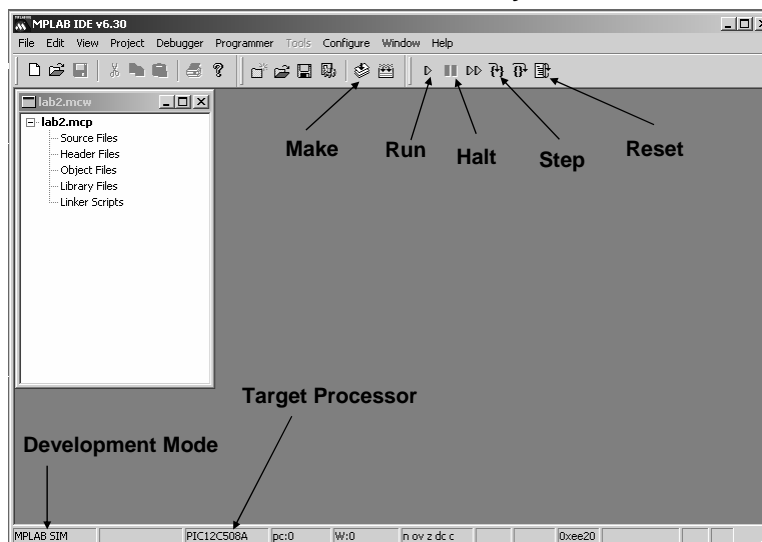 MPLAB IDE v6.30
File Edit View Project Debugger Programmer Tools Configure Window Help
lab2.mcw
lab2.mcp
Source Files
Header Files
Object Files
Library Files
Linker Scripts
Make
Run
Halt
Step
Reset
Target Processor
Development Mode
MPLAB SIM PIC12C508A pc:0 W:0 n ov z dc c 0xee20